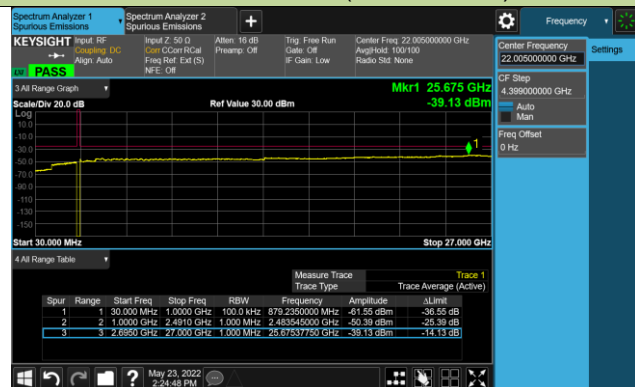 Spectrum Analyzer 1
Spurious Emissions
Spectrum Analyzer 2
Spurious Emissions
Frequency
KEYSIGHT
Input: RF
Coupling: DC
Align: Auto
Input Z: 50 Ω
Corr CCorr RCal
Freq Ref: Ext (S)
NFE: Off
Atten: 16 dB
Preamp: Off
Trig: Free Run
Gate: Off
IF Gain: Low
Center Freq: 22.005000000 GHz
Avg|Hold: 100/100
Radio Std: None
PASS
Center Frequency
22.005000000 GHz
Settings
CF Step
4.399000000 GHz
Auto
Man
Freq Offset
0 Hz
3 All Range Graph
Mkr1 25.675 GHz
Scale/Div 20.0 dB
Ref Value 30.00 dBm
-39.13 dBm
Log
10.0
-10.0
-30.0
-50.0
-70.0
-90.0
-110
-130
-150
1
Start 30.000 MHz
Stop 27.000 GHz
4 All Range Table
Measure Trace Trace 1
Trace Type Trace Average (Active)
Spur Range Start Freq Stop Freq RBW Frequency Amplitude ΔLimit
1 1 30.000 MHz 1.0000 GHz 100.0 kHz 879.2350000 MHz -61.55 dBm -36.55 dB
2 2 1.0000 GHz 2.4910 GHz 1.000 MHz 2.483545000 GHz -50.39 dBm -25.39 dB
3 3 2.6950 GHz 27.000 GHz 1.000 MHz 25.67537750 GHz -39.13 dBm -14.13 dB
May 23, 2022
2:24:48 PM